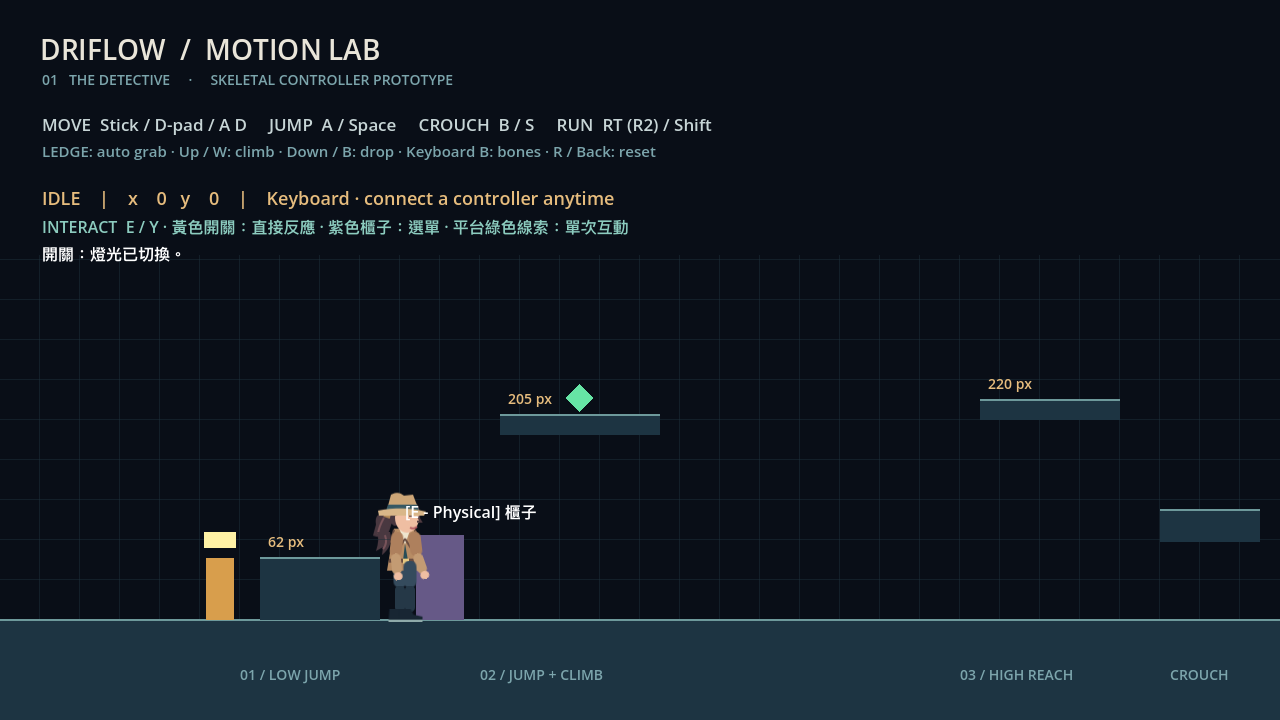 DRIFLOW / MOTION LAB
01 THE DETECTIVE · SKELETAL CONTROLLER PROTOTYPE
MOVE Stick / D-pad / A D JUMP A / Space CROUCH B / S RUN RT (R2) / Shift
LEDGE: auto grab · Up / W: climb · Down / B: drop · Keyboard B: bones · R / Back: reset
IDLE | x 0 y 0 | Keyboard · connect a controller anytime
INTERACT E / Y · 黃色開關：直接反應 · 紫色櫃子：選單 · 平台綠色線索：單次互動
開關：燈光已切換。
220 px
205 px
[E - Physical] 櫃子
62 px
01 / LOW JUMP
02 / JUMP + CLIMB
03 / HIGH REACH
CROUCH